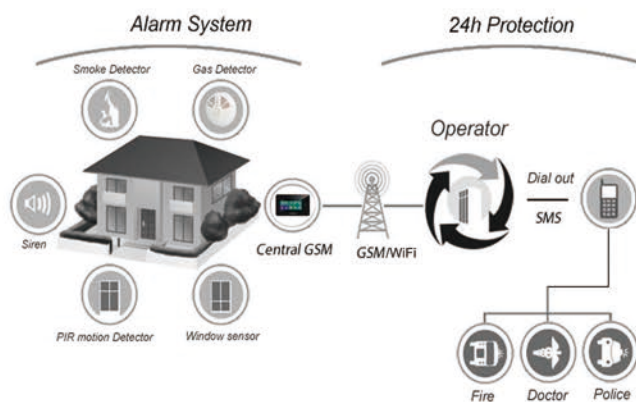 Alarm System
24h Protection
Smoke Detector
Gas Detector
Operator
Dial out
SMS
Siren
Central GSM
GSM/WiFi
PIR motion Detector
Window sensor
Fire
Doctor
Police